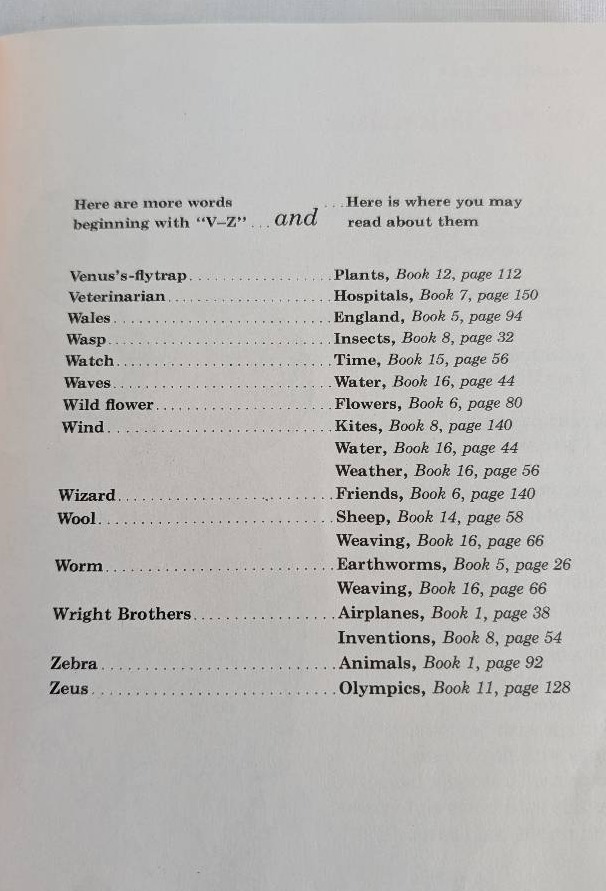 Here are more words ... Here is where you may
beginning with "V–Z" ... and read about them
Venus's-flytrap.................Plants, Book 12, page 112
Veterinarian....................Hospitals, Book 7, page 150
Wales...........................England, Book 5, page 94
Wasp............................Insects, Book 8, page 32
Watch...........................Time, Book 15, page 56
Waves...........................Water, Book 16, page 44
Wild flower.....................Flowers, Book 6, page 80
Wind............................Kites, Book 8, page 140
Water, Book 16, page 44
Weather, Book 16, page 56
Wizard..........................Friends, Book 6, page 140
Wool............................Sheep, Book 14, page 58
Weaving, Book 16, page 66
Worm............................Earthworms, Book 5, page 26
Weaving, Book 16, page 66
Wright Brothers.................Airplanes, Book 1, page 38
Inventions, Book 8, page 54
Zebra...........................Animals, Book 1, page 92
Zeus............................Olympics, Book 11, page 128